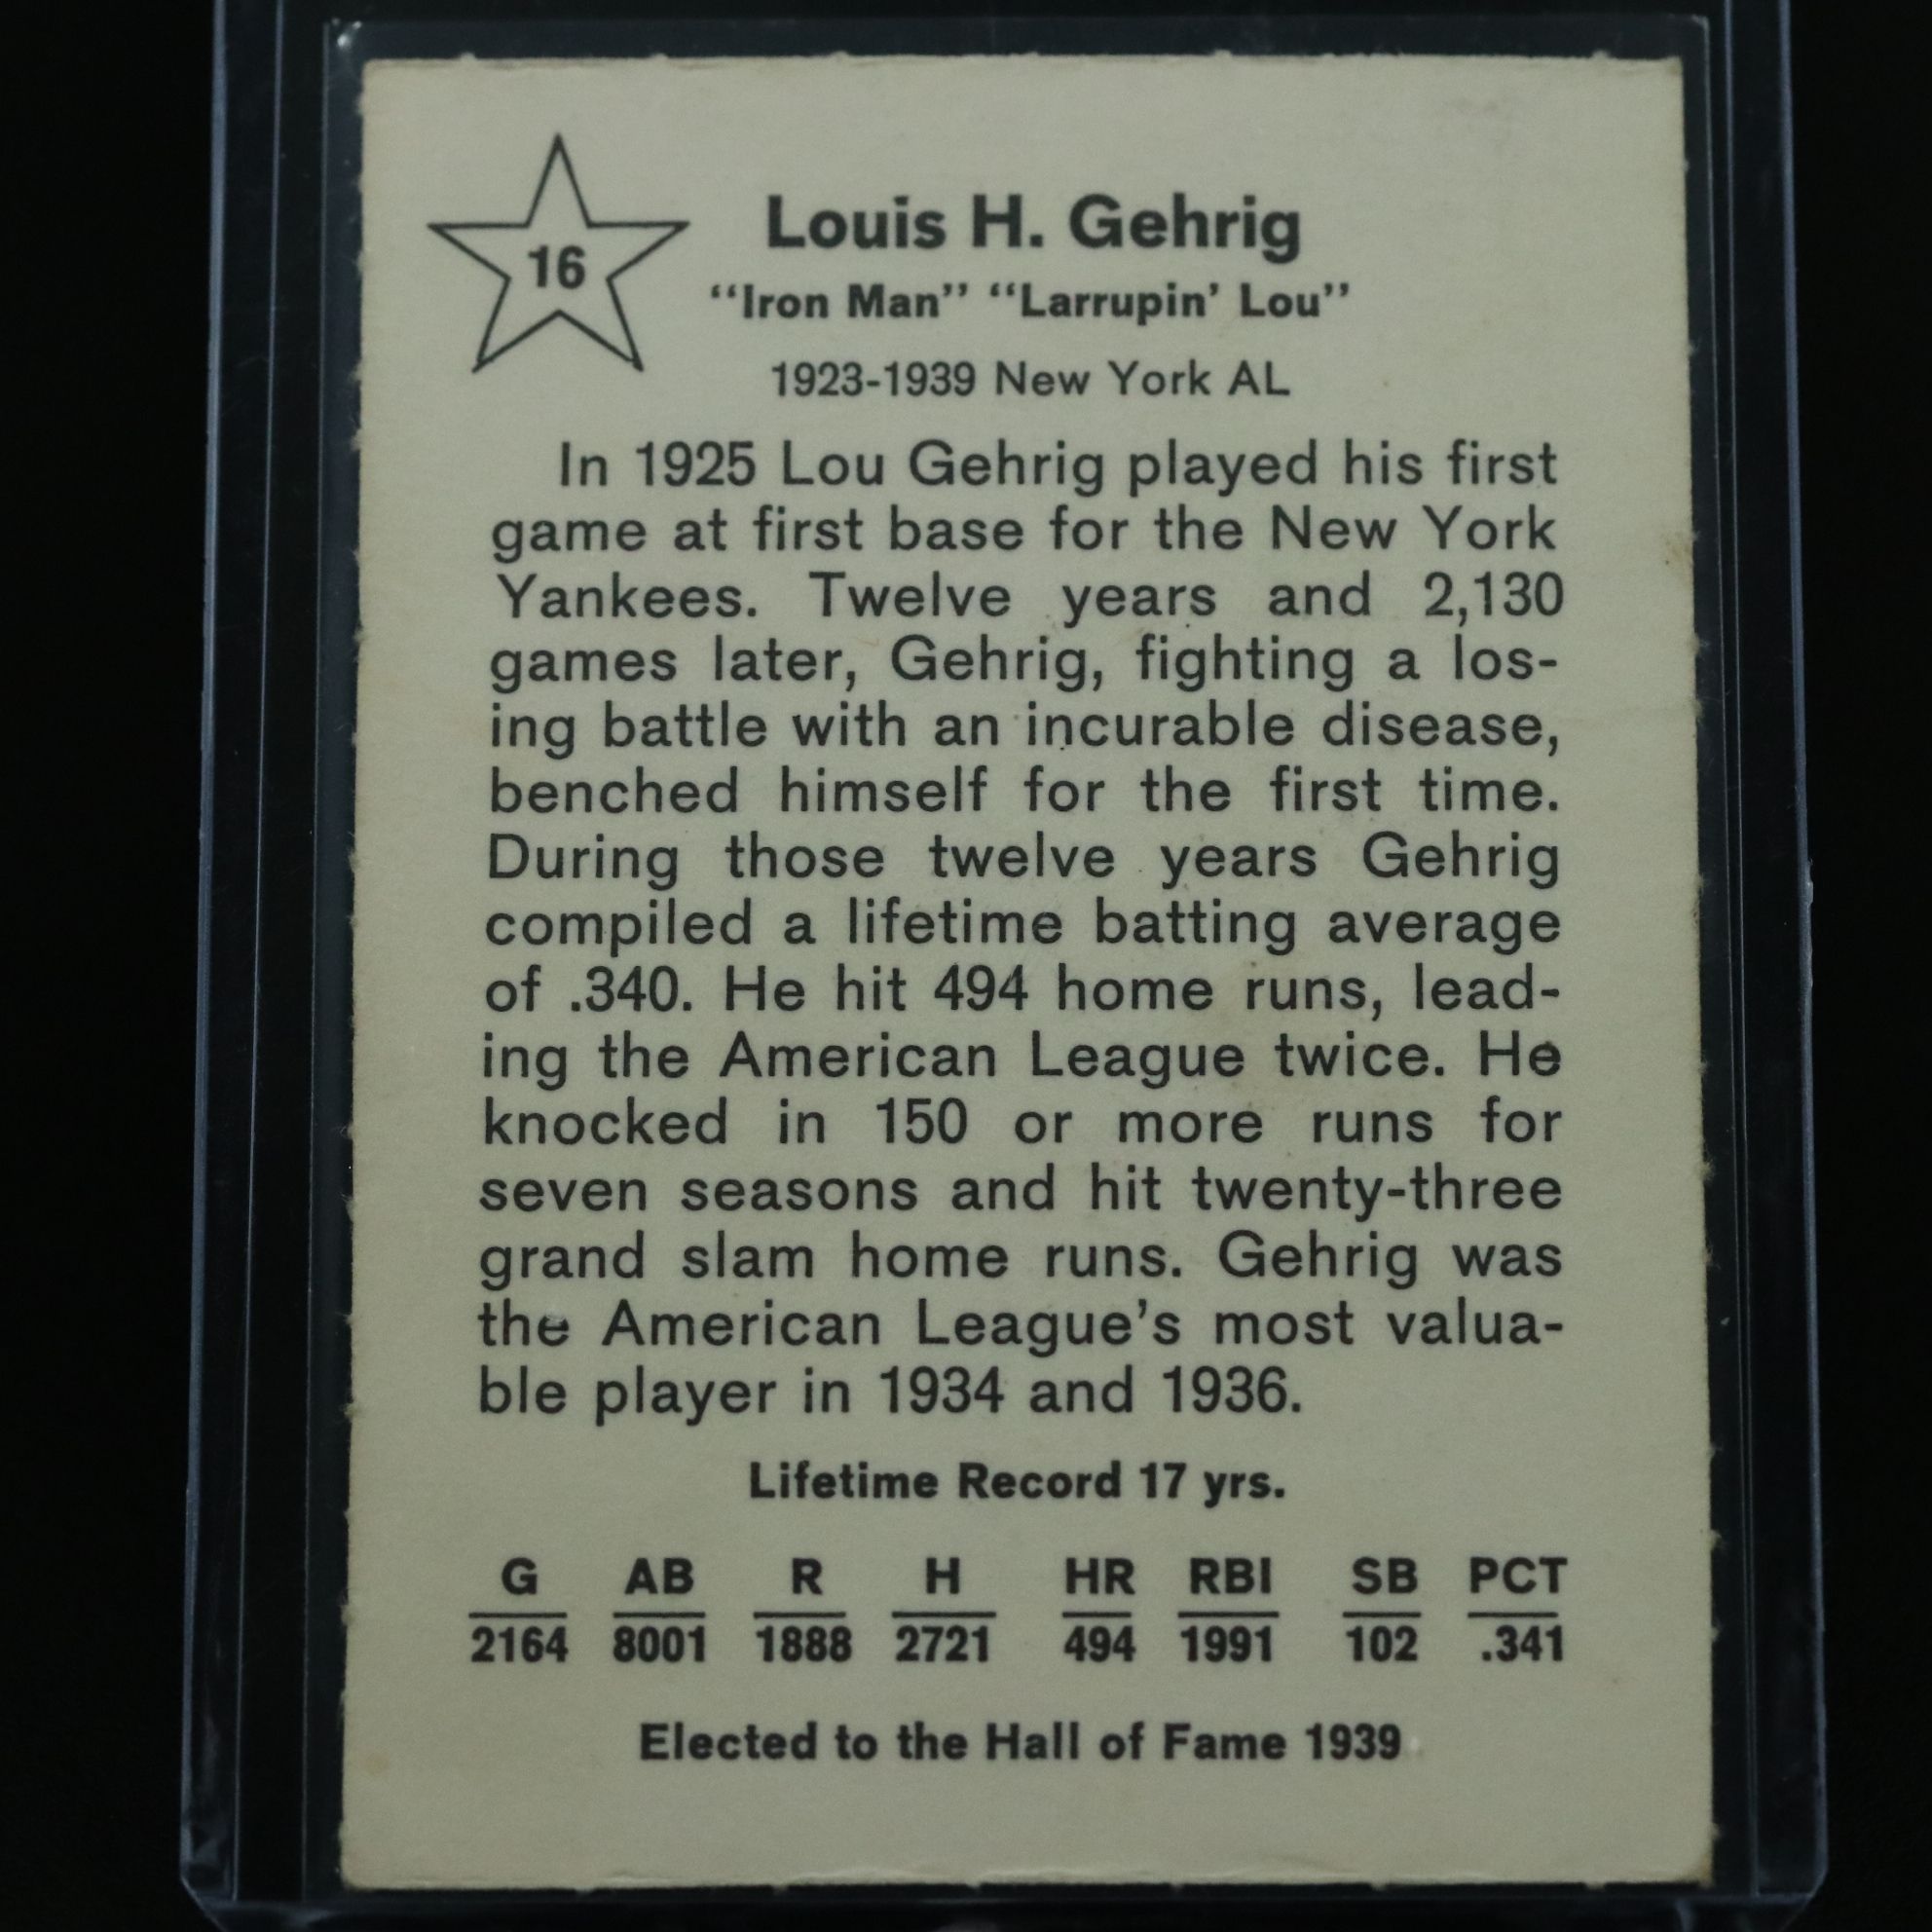 16
Louis H. Gehrig
“Iron Man” “Larrupin’ Lou”
1923-1939 New York AL
In 1925 Lou Gehrig played his first
game at first base for the New York
Yankees. Twelve years and 2,130
games later, Gehrig, fighting a los-
ing battle with an incurable disease,
benched himself for the first time.
During those twelve years Gehrig
compiled a lifetime batting average
of .340. He hit 494 home runs, lead-
ing the American League twice. He
knocked in 150 or more runs for
seven seasons and hit twenty-three
grand slam home runs. Gehrig was
the American League’s most valua-
ble player in 1934 and 1936.
Lifetime Record 17 yrs.
G AB R H HR RBI SB PCT
2164 8001 1888 2721 494 1991 102 .341
Elected to the Hall of Fame 1939